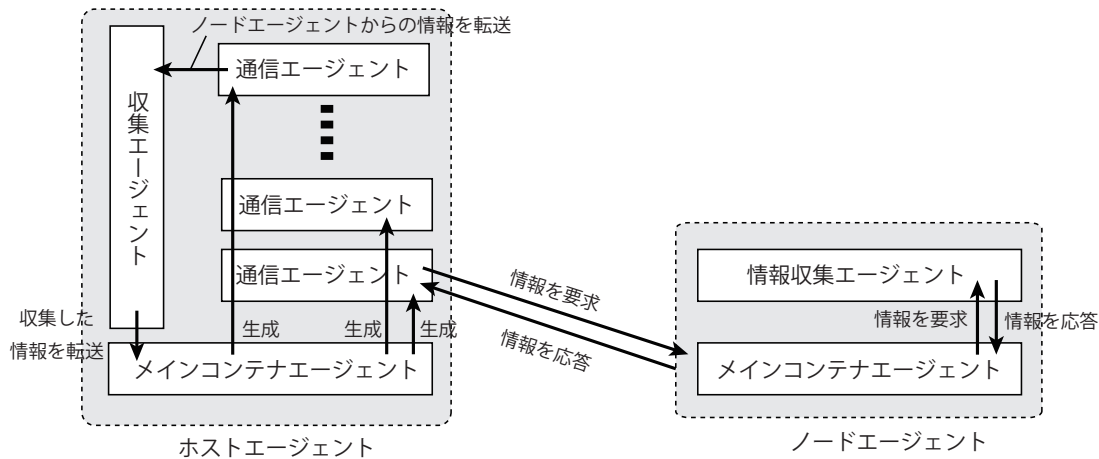 ノードエージェントからの情報を転送
通信エージェント
収集エージェント
通信エージェント
通信エージェント
収集した
情報を転送
生成
生成
生成
メインコンテナエージェント
ホストエージェント
情報を要求
情報を応答
情報収集エージェント
情報を要求
情報を応答
メインコンテナエージェント
ノードエージェント